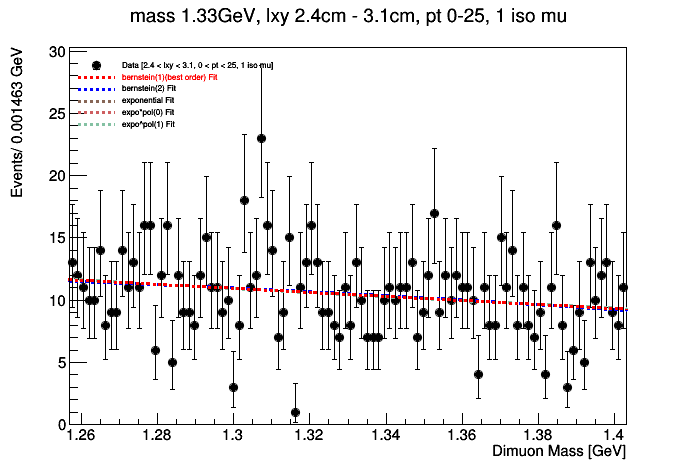 mass 1.33GeV, lxy 2.4cm - 3.1cm, pt 0-25, 1 iso mu
Events/ 0.001463 GeV
30
25
20
15
10
5
0
Data [2.4 < lxy < 3.1, 0 < pt < 25, 1 iso mu]
bernstein(1)(best order) Fit
bernstein(2) Fit
exponential Fit
expo*pol(0) Fit
expo*pol(1) Fit
1.26 1.28 1.3 1.32 1.34 1.36 1.38 1.4
Dimuon Mass [GeV]